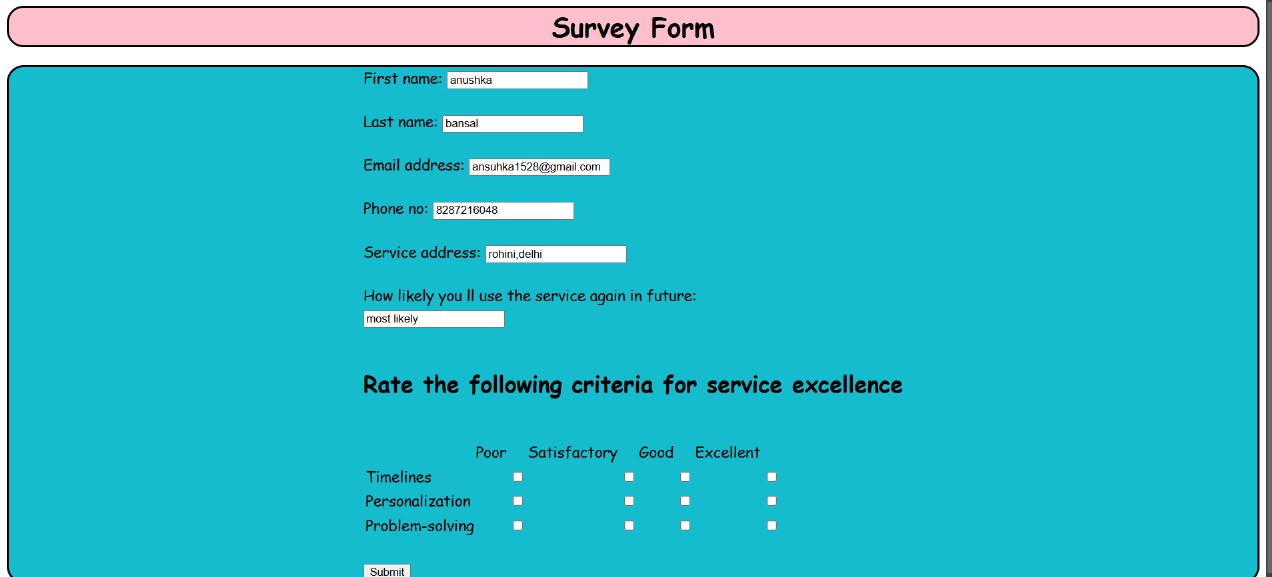 Survey Form
First name: anushka
Last name: bansal
Email address: ansuhka1528@gmail.com
Phone no: 8287216048
Service address: rohini,delhi
How likely you ll use the service again in future:
most likely
Rate the following criteria for service excellence
Poor Satisfactory Good Excellent
Timelines
Personalization
Problem-solving
Submit